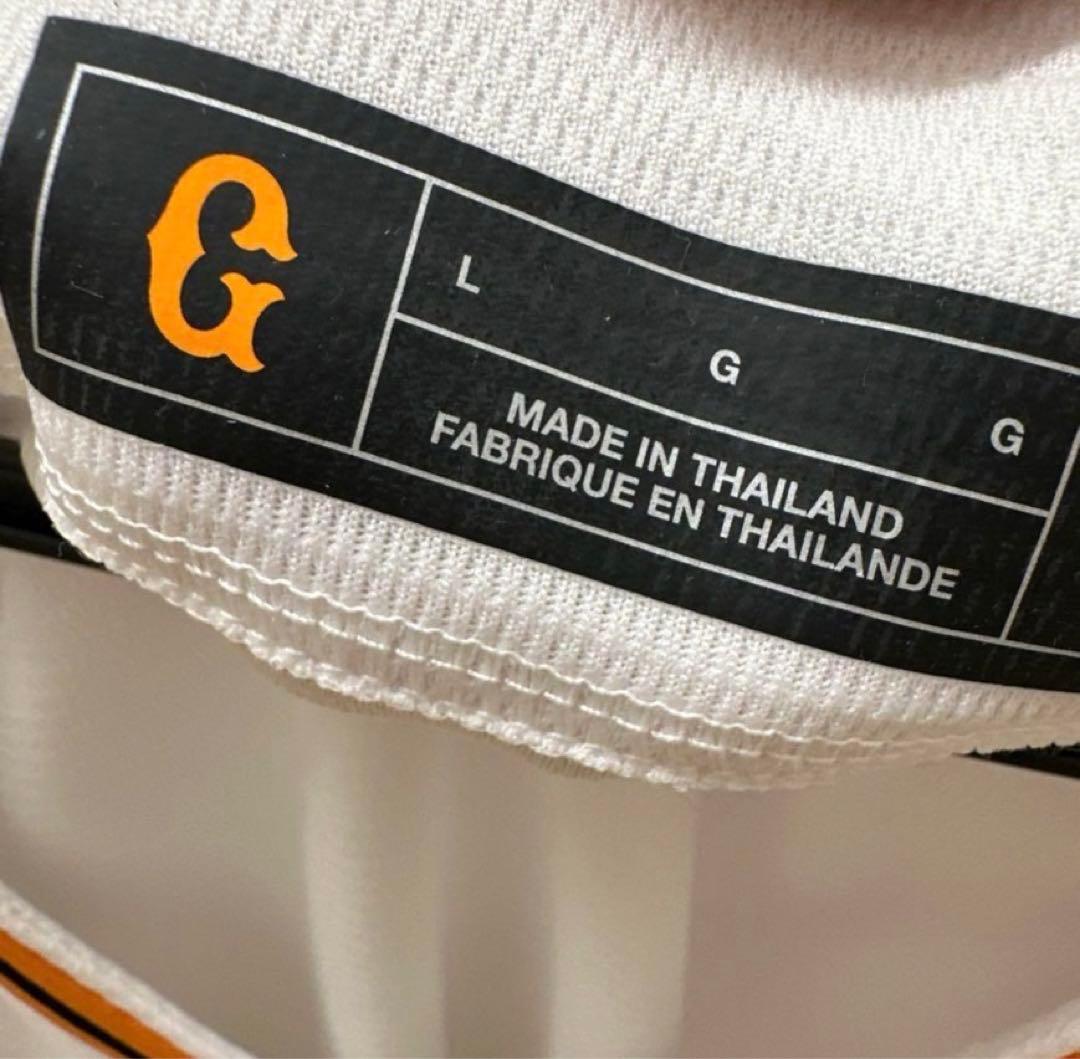 G
L G G
MADE IN THAILAND
FABRIQUE EN THAILANDE